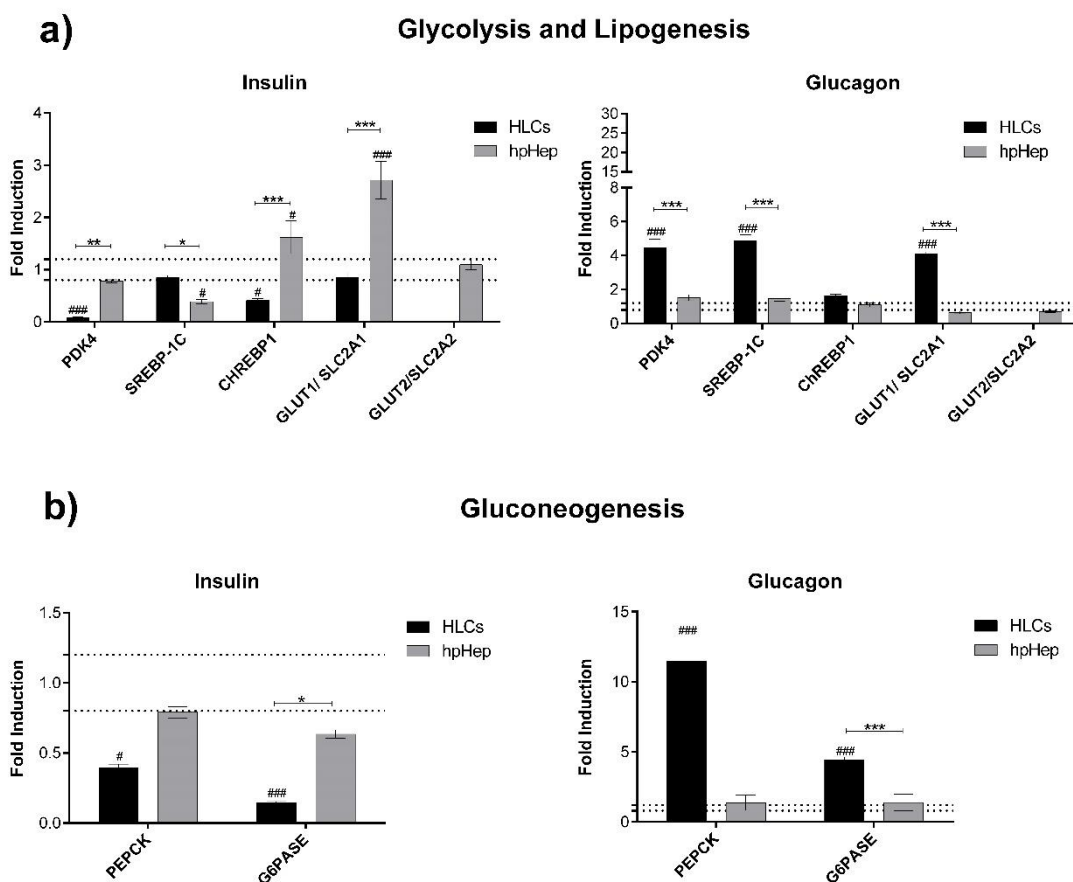 a)
Glycolysis and Lipogenesis
Insulin
Fold Induction
4
3
2
1
0
***
###
***
#
**
*
#
#
###
HLCs
hpHep
PDK4
SREBP-1C
CHREBP1
GLUT1/ SLC2A1
GLUT2/SLC2A2
Glucagon
Fold Induction
30
25
20
15
8
6
4
2
0
***
###
***
###
***
###
HLCs
hpHep
PDK4
SREBP-1C
ChREBP1
GLUT1/ SLC2A1
GLUT2/SLC2A2
b)
Gluconeogenesis
Insulin
Fold Induction
1.5
1.0
0.5
0.0
#
*
###
HLCs
hpHep
PEPCK
G6PASE
Glucagon
Fold Induction
15
10
5
0
###
***
###
HLCs
hpHep
PEPCK
G6PASE